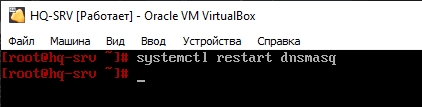 HQ-SRV [Работает] - Oracle VM VirtualBox
Файл Машина Вид Ввод Устройства Справка
[root@hq-srv ~]# systemctl restart dnsmasq
[root@hq-srv ~]# _